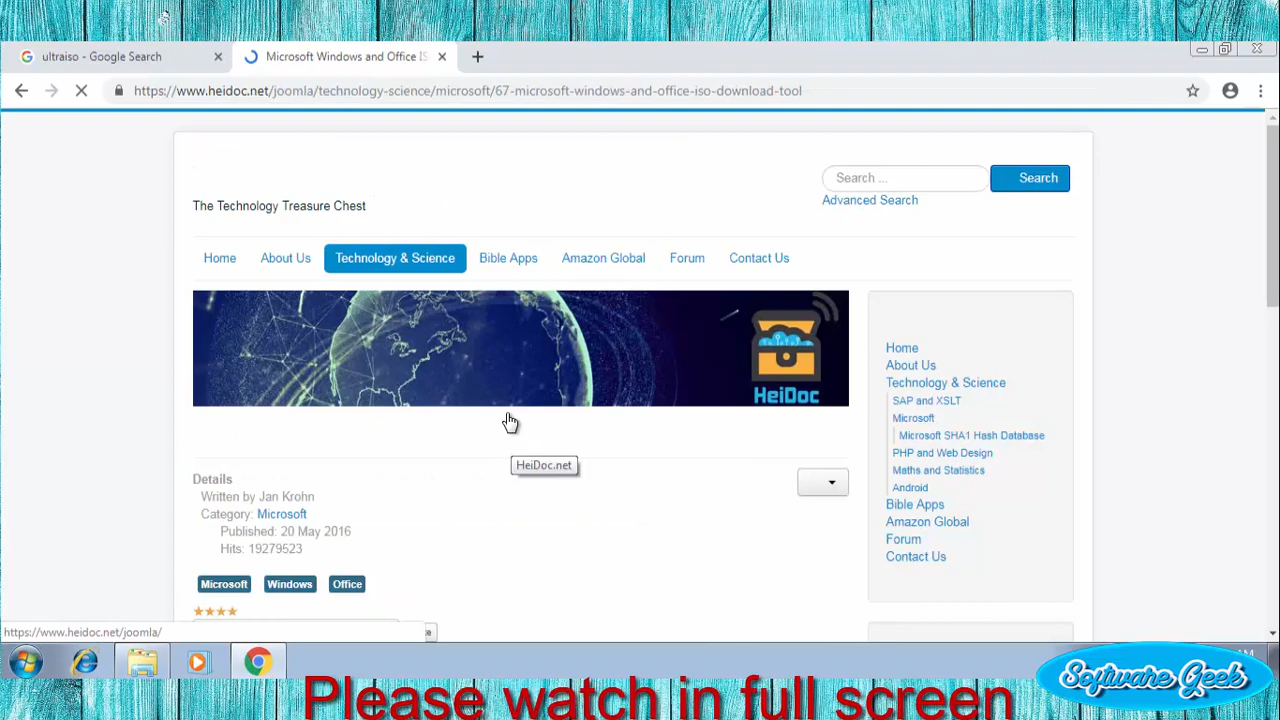 ultraiso - Google Search
Microsoft Windows and Office IS
https://www.heidoc.net/joomla/technology-science/microsoft/67-microsoft-windows-and-office-iso-download-tool
Search ...
Search
Advanced Search
The Technology Treasure Chest
Home
About Us
Technology & Science
Bible Apps
Amazon Global
Forum
Contact Us
HeiDoc
HeiDoc.net
Details
Written by Jan Krohn
Category: Microsoft
Published: 20 May 2016
Hits: 19279523
Microsoft
Windows
Office
Home
About Us
Technology & Science
SAP and XSLT
Microsoft
Microsoft SHA1 Hash Database
PHP and Web Design
Maths and Statistics
Android
Bible Apps
Amazon Global
Forum
Contact Us
https://www.heidoc.net/joomla/
Software Geek
Please watch in full screen